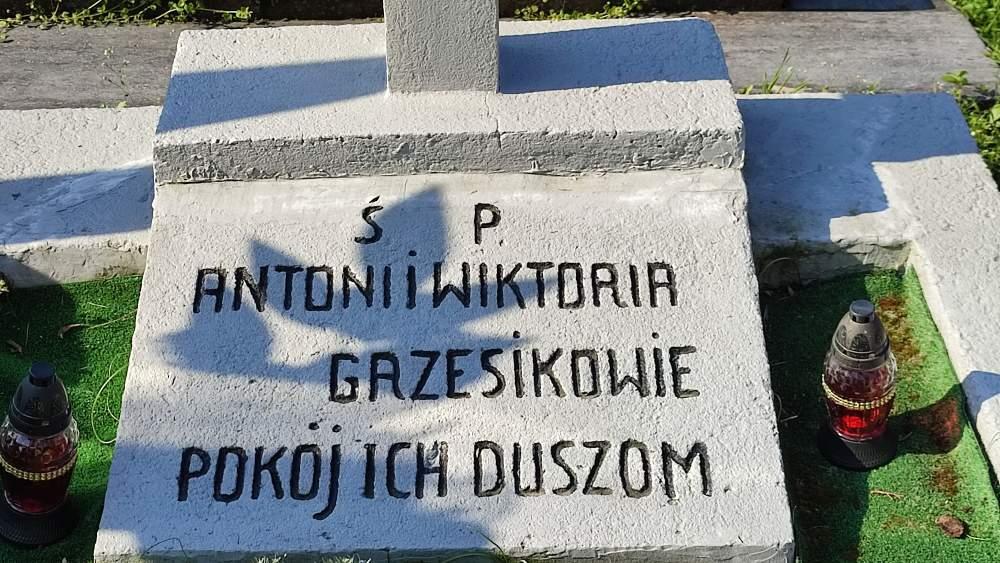 Ś P.
ANTONI i WIKTORIA
GRZESIKOWIE
POKÓJ ICH DUSZOM.